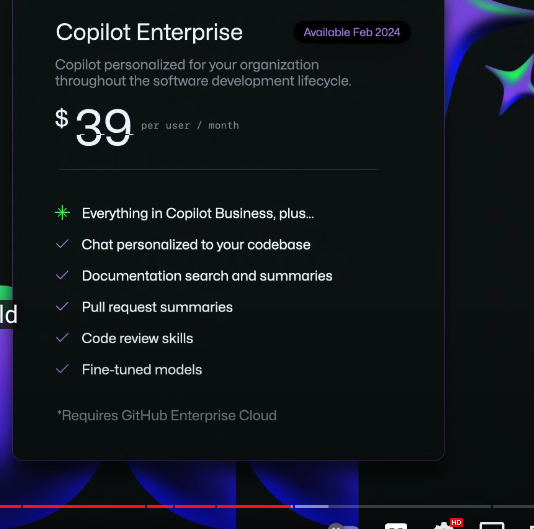 Copilot Enterprise
Available Feb 2024
Copilot personalized for your organization
throughout the software development lifecycle.
$39 per user / month
Everything in Copilot Business, plus...
Chat personalized to your codebase
Documentation search and summaries
Pull request summaries
ld
Code review skills
Fine-tuned models
*Requires GitHub Enterprise Cloud
HD